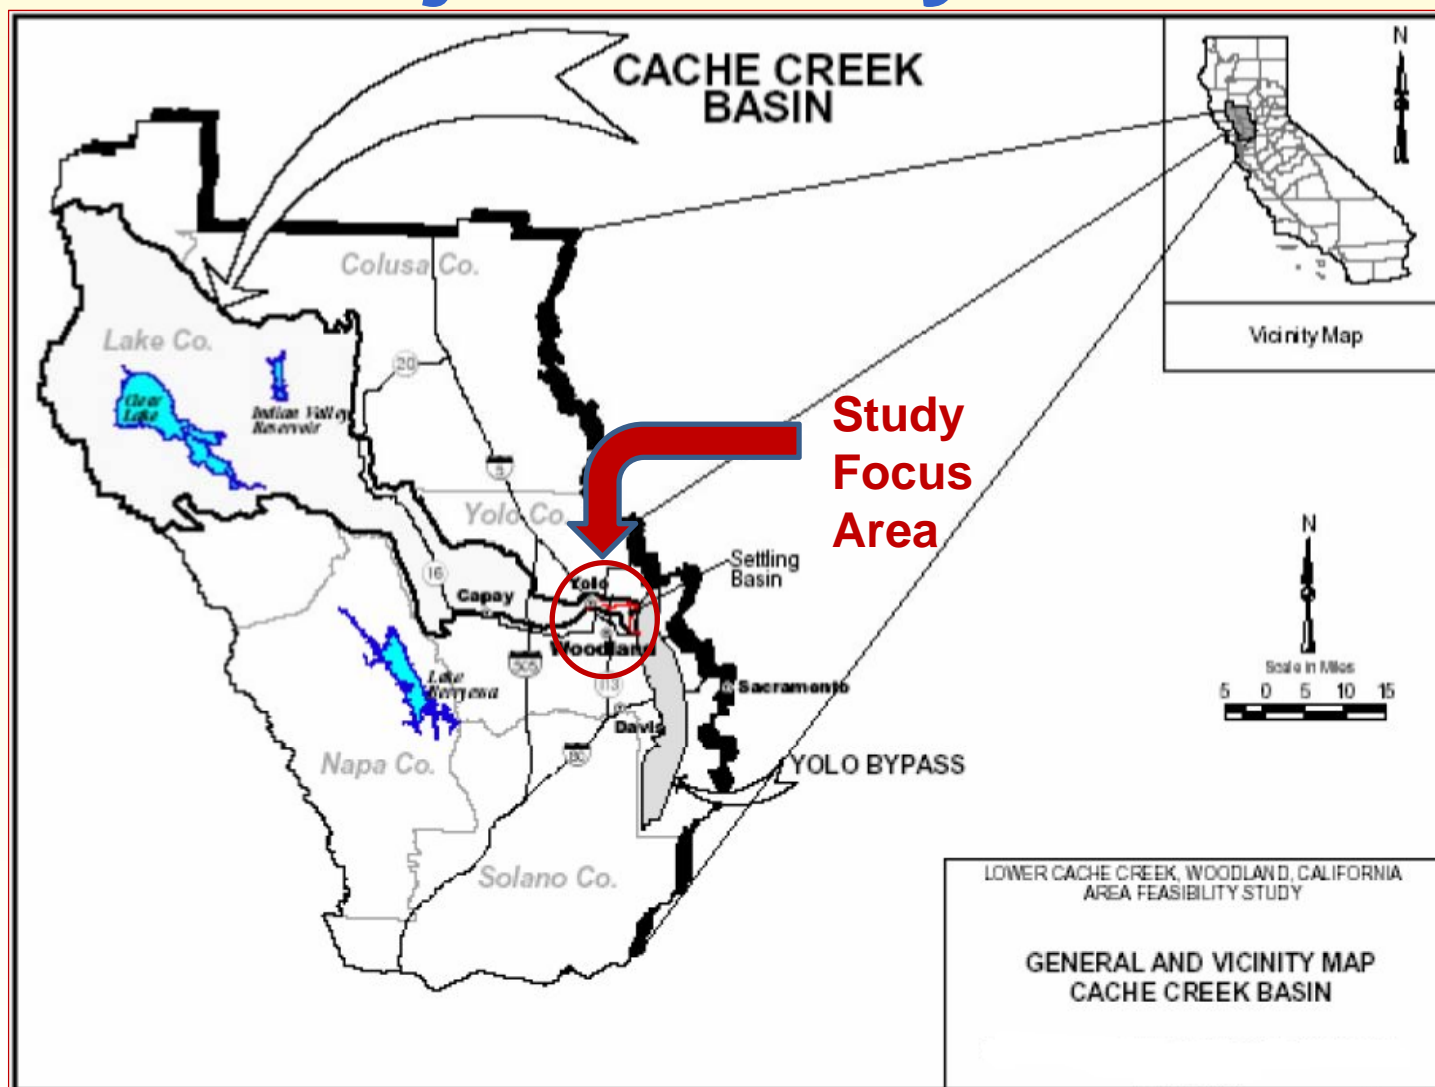 CACHE CREEK
BASIN
N
Vicinity Map
Colusa Co.
Lake Co.
20
Clear
Lake
Indian Valley
Reservoir
Study
Focus
Area
5
Yolo Co.
N
Settling
Basin
16
Capay
Yolo
Woodland
505
113
Lake
Berryessa
Sacramento
Davis
Scale in Miles
5 0 5 10 15
80
Napa Co.
YOLO BYPASS
Solano Co.
LOWER CACHE CREEK, WOODLAND, CALIFORNIA
AREA FEASIBILITY STUDY
GENERAL AND VICINITY MAP
CACHE CREEK BASIN